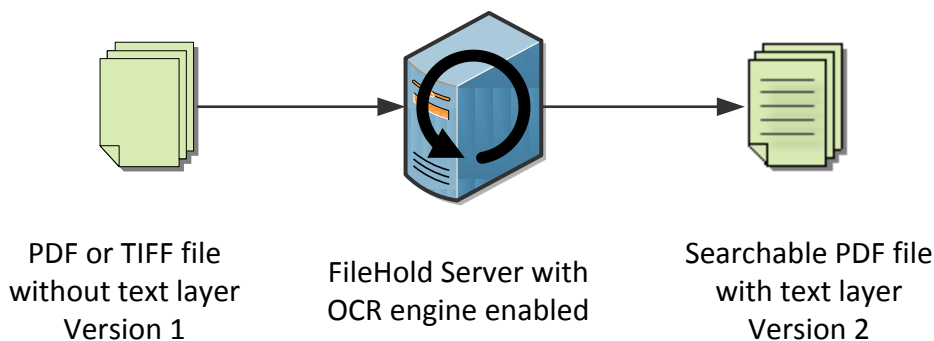 PDF or TIFF file
without text layer
Version 1
FileHold Server with
OCR engine enabled
Searchable PDF file
with text layer
Version 2